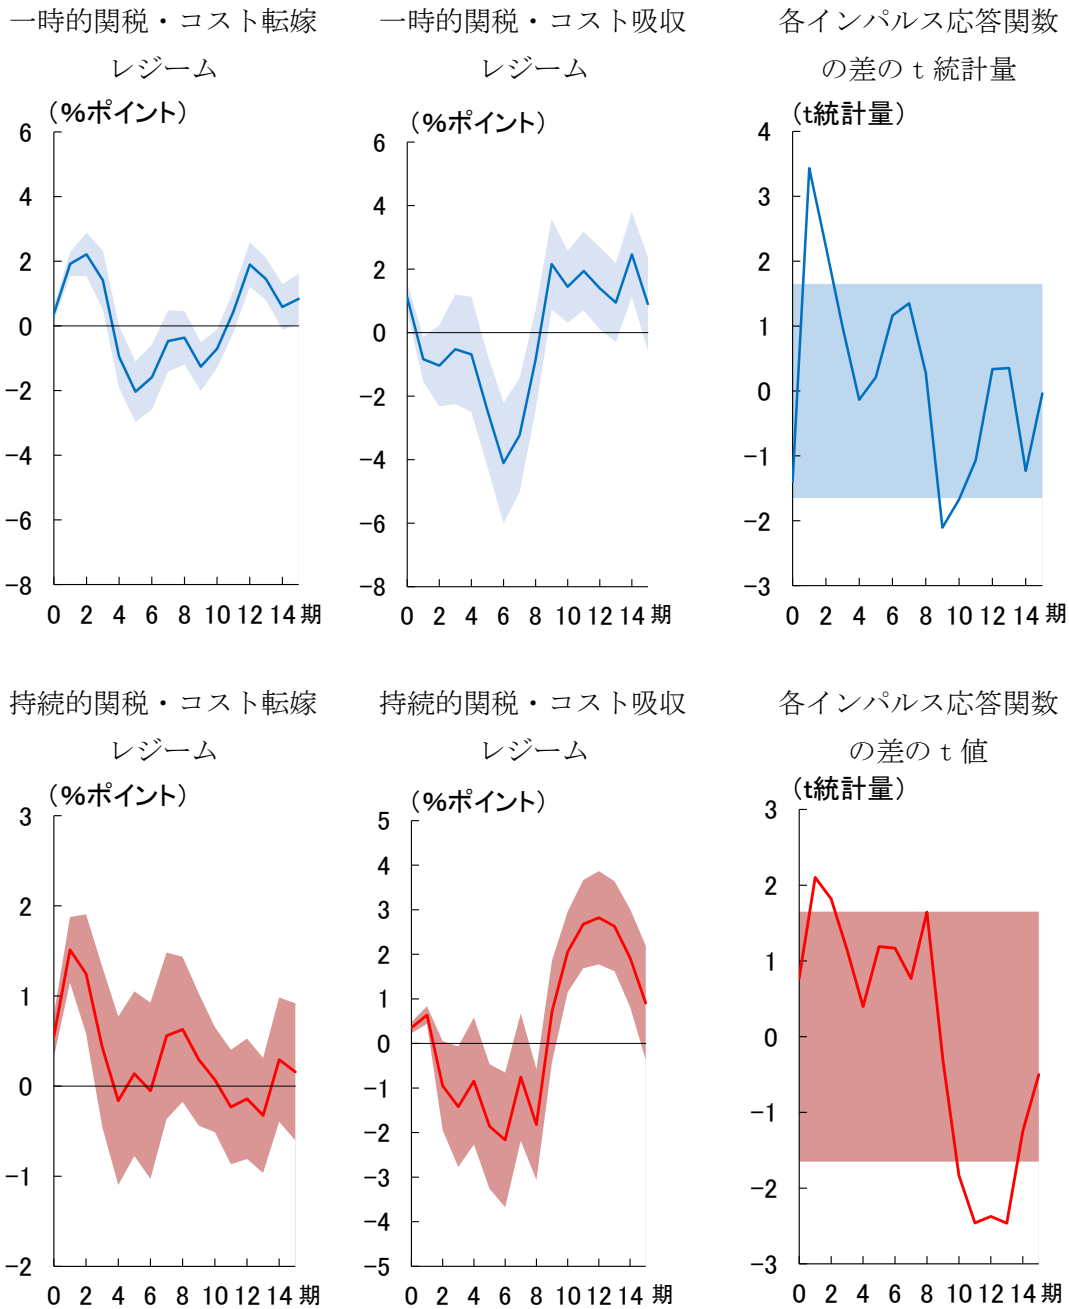 一時的関税・コスト転嫁
レジーム
一時的関税・コスト吸収
レジーム
各インパルス応答関数
の差の t 統計量
（%ポイント）
6
4
2
0
−2
−4
−6
−8
0 2 4 6 8 10 12 14 期
（%ポイント）
6
4
2
0
−2
−4
−6
−8
0 2 4 6 8 10 12 14 期
（t統計量）
4
3
2
1
0
−1
−2
−3
0 2 4 6 8 10 12 14 期
持続的関税・コスト転嫁
レジーム
持続的関税・コスト吸収
レジーム
各インパルス応答関数
の差の t 値
（%ポイント）
3
2
1
0
−1
−2
0 2 4 6 8 10 12 14 期
（%ポイント）
5
4
3
2
1
0
−1
−2
−3
−4
−5
0 2 4 6 8 10 12 14 期
（t統計量）
3
2
1
0
−1
−2
−3
0 2 4 6 8 10 12 14 期